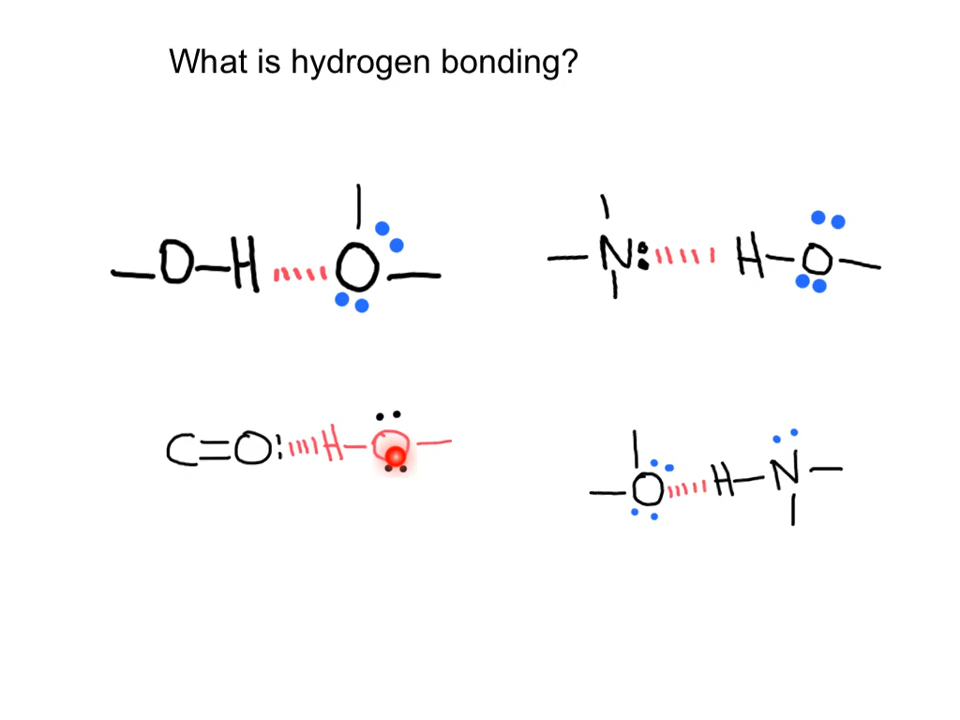 What is hydrogen bonding?
O-H O
N: H-O
C=O: H-O
O H-N